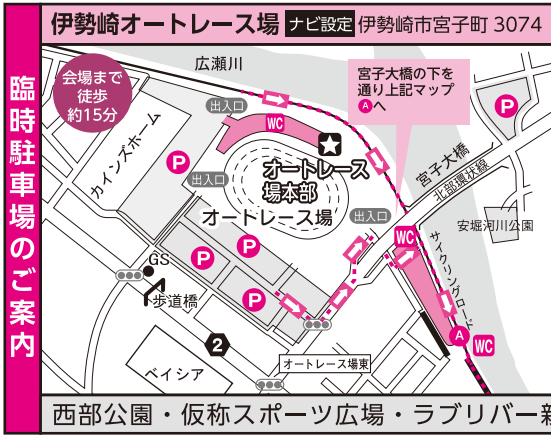 臨時駐車場のご案内
伊勢崎オートレース場 ナビ設定 伊勢崎市宮子町 3074
広瀬川
会場まで
徒歩
約15分
宮子大橋の下を
通り上記マップ
Aへ
出入口
WC
P
カインズホーム
P
オートレース
場本部
宮子大橋
北部環状線
出入口
オートレース場
出入口
安堀河川公園
WC
サイクリングロード
P
P
GS
P
歩道橋
A
WC
2
オートレース場東
ベイシア
西部公園・仮称スポーツ広場・ラブリバー新